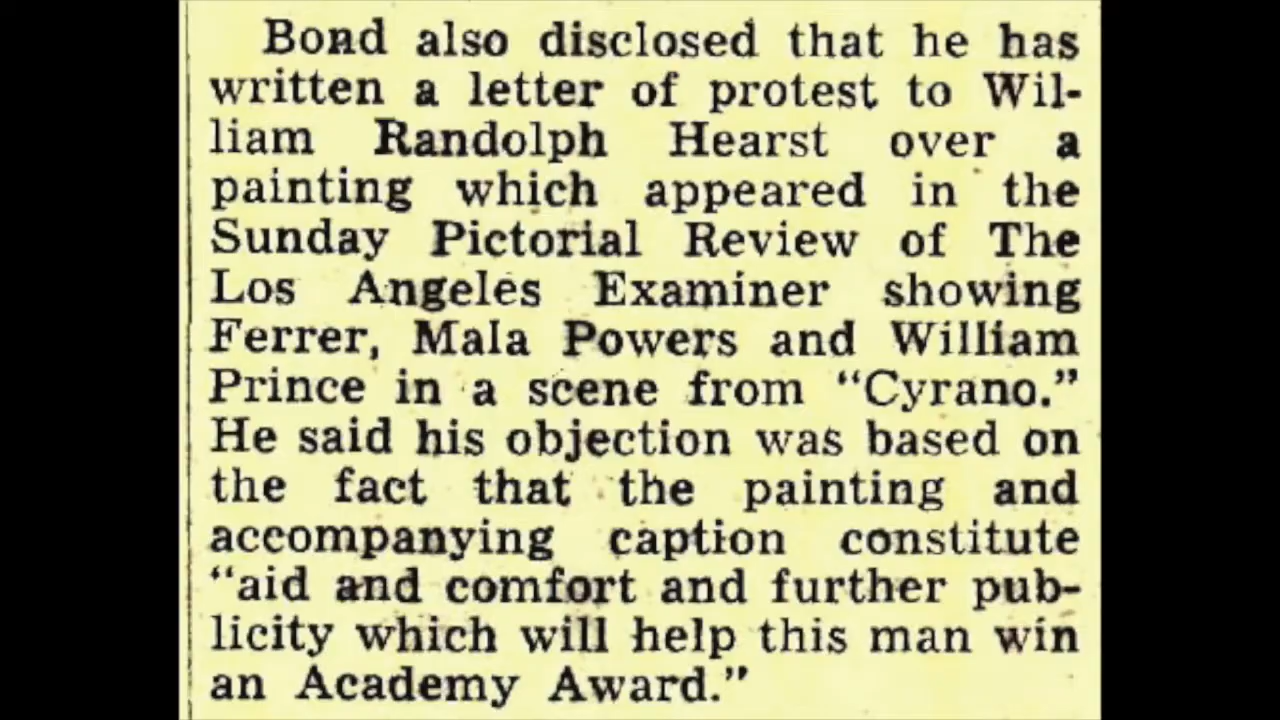 Bond also disclosed that he has
written a letter of protest to Wil-
liam Randolph Hearst over a
painting which appeared in the
Sunday Pictorial Review of The
Los Angeles Examiner showing
Ferrer, Mala Powers and William
Prince in a scene from “Cyrano.”
He said his objection was based on
the fact that the painting and
accompanying caption constitute
“aid and comfort and further pub-
licity which will help this man win
an Academy Award.”